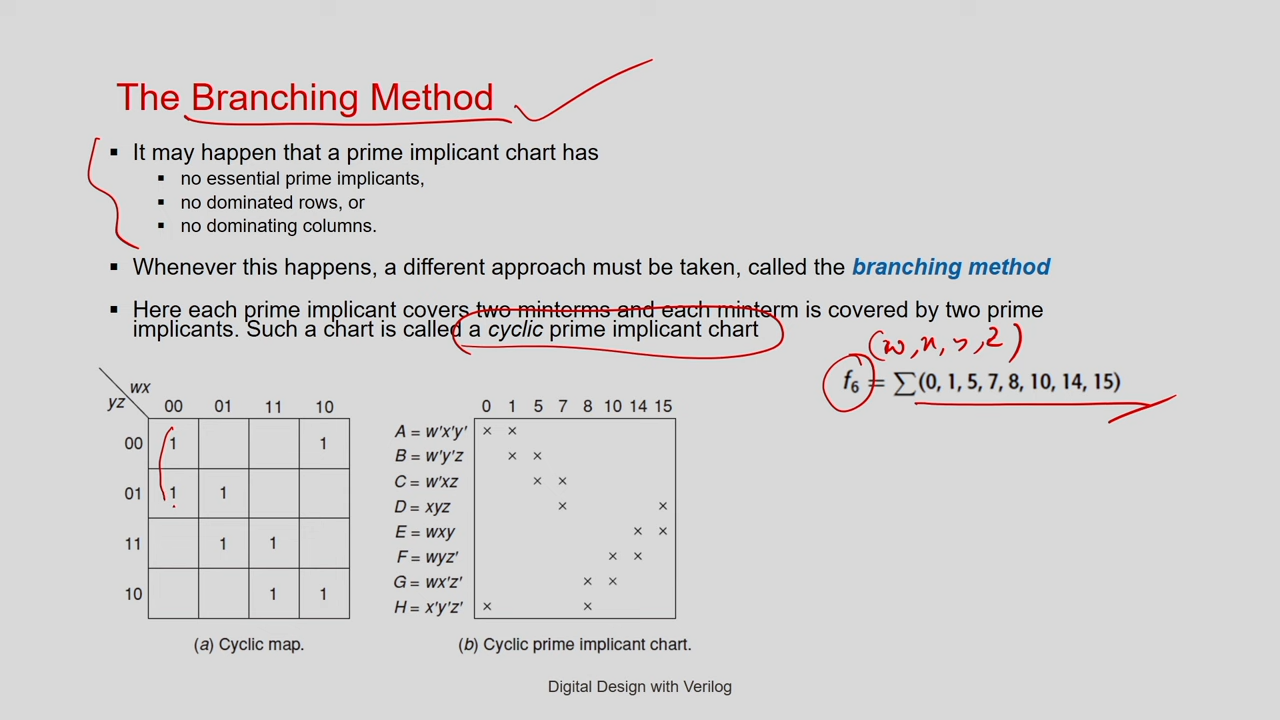 The Branching Method
▪ It may happen that a prime implicant chart has
▪ no essential prime implicants,
▪ no dominated rows, or
▪ no dominating columns.
▪ Whenever this happens, a different approach must be taken, called the branching method
▪ Here each prime implicant covers two minterms and each minterm is covered by two prime
implicants. Such a chart is called a cyclic prime implicant chart
(w, x, y, z)
f6 = ∑(0, 1, 5, 7, 8, 10, 14, 15)
wx
yz 00 01 11 10
00 1 1
01 1 1
11 1 1
10 1 1
(a) Cyclic map.
0 1 5 7 8 10 14 15
A = w'x'y' × ×
B = w'y'z × ×
C = w'xz × ×
D = xyz × ×
E = wxy × ×
F = wyz' × ×
G = wx'z' × ×
H = x'y'z' × ×
(b) Cyclic prime implicant chart.
Digital Design with Verilog